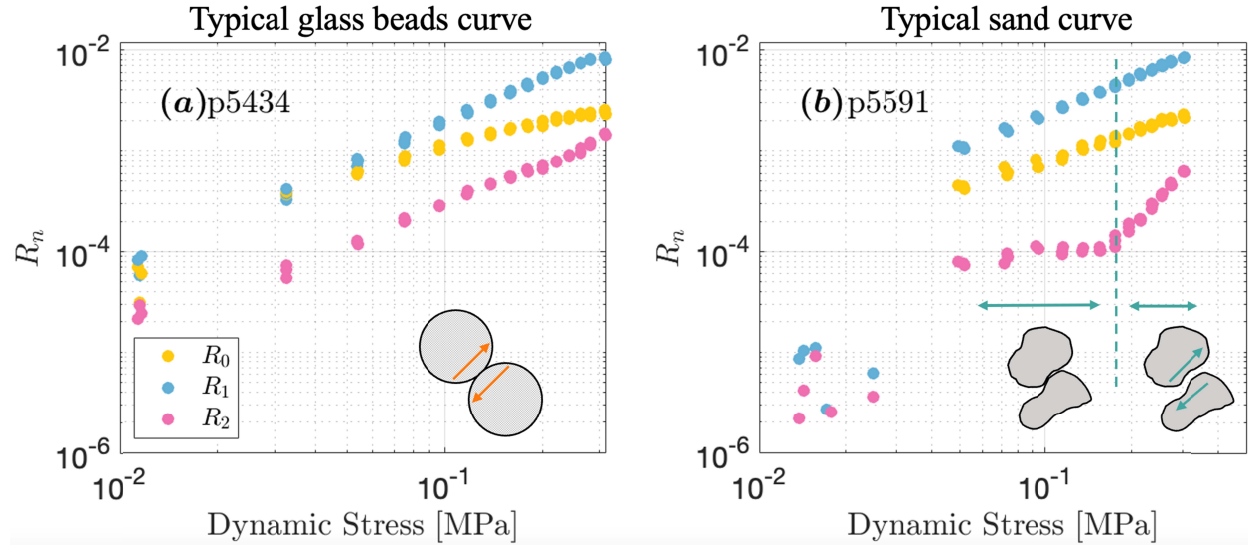 Typical glass beads curve
(a)p5434
10^-2
10^-4
10^-6
R_n
R_0
R_1
R_2
10^-2
10^-1
Dynamic Stress [MPa]
Typical sand curve
(b)p5591
10^-2
10^-4
10^-6
R_n
10^-2
10^-1
Dynamic Stress [MPa]